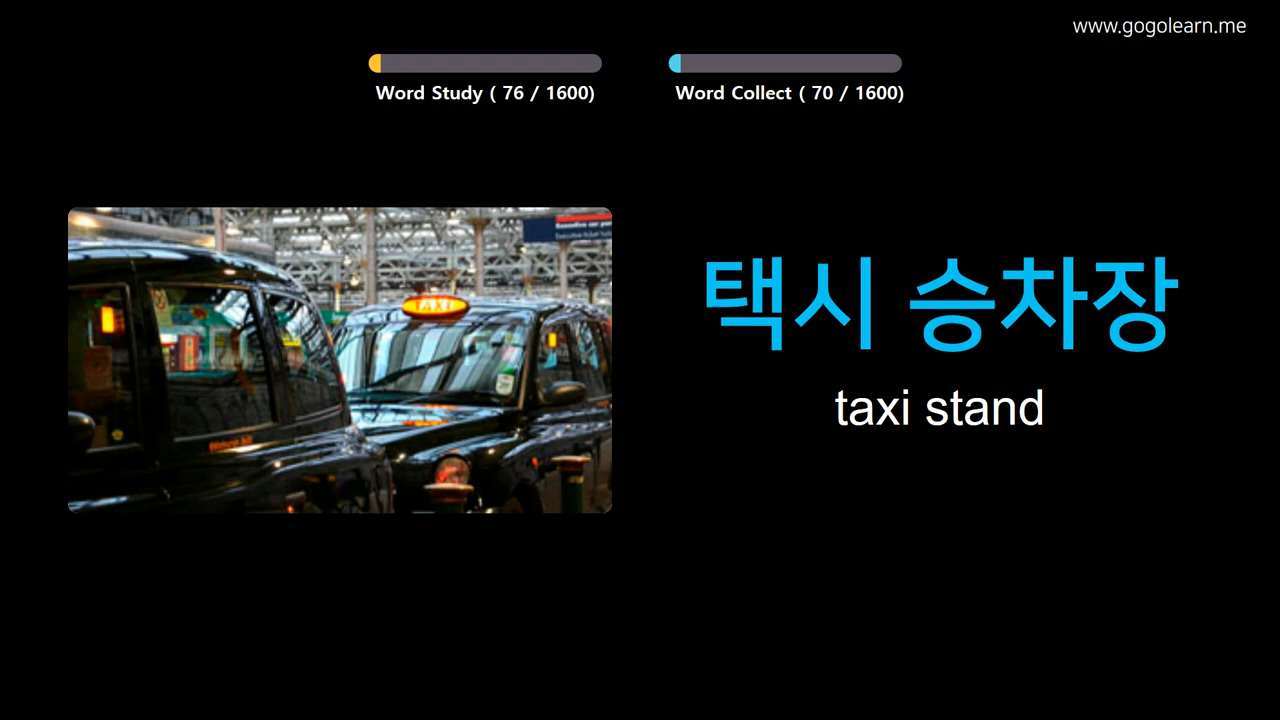 www.gogolearn.me
Word Study ( 76 / 1600)
Word Collect ( 70 / 1600)
택시 승차장
taxi stand
TAXI